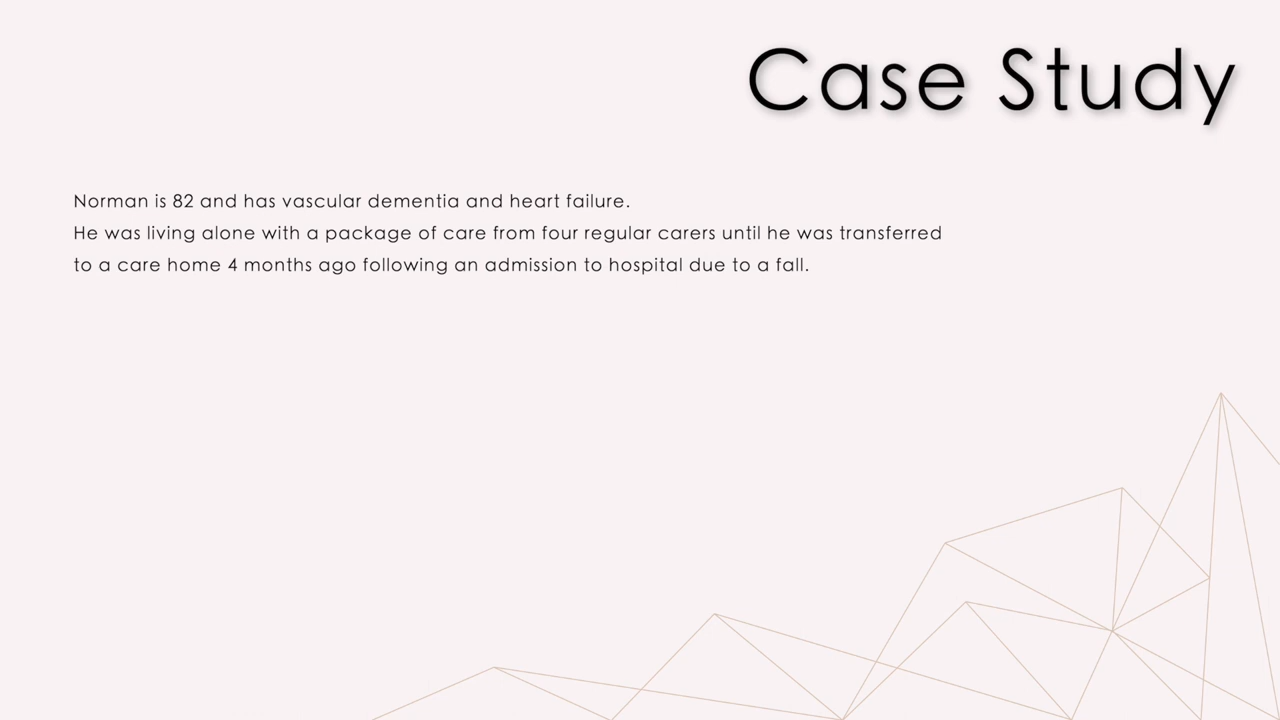 Case Study
Norman is 82 and has vascular dementia and heart failure.
He was living alone with a package of care from four regular carers until he was transferred
to a care home 4 months ago following an admission to hospital due to a fall.